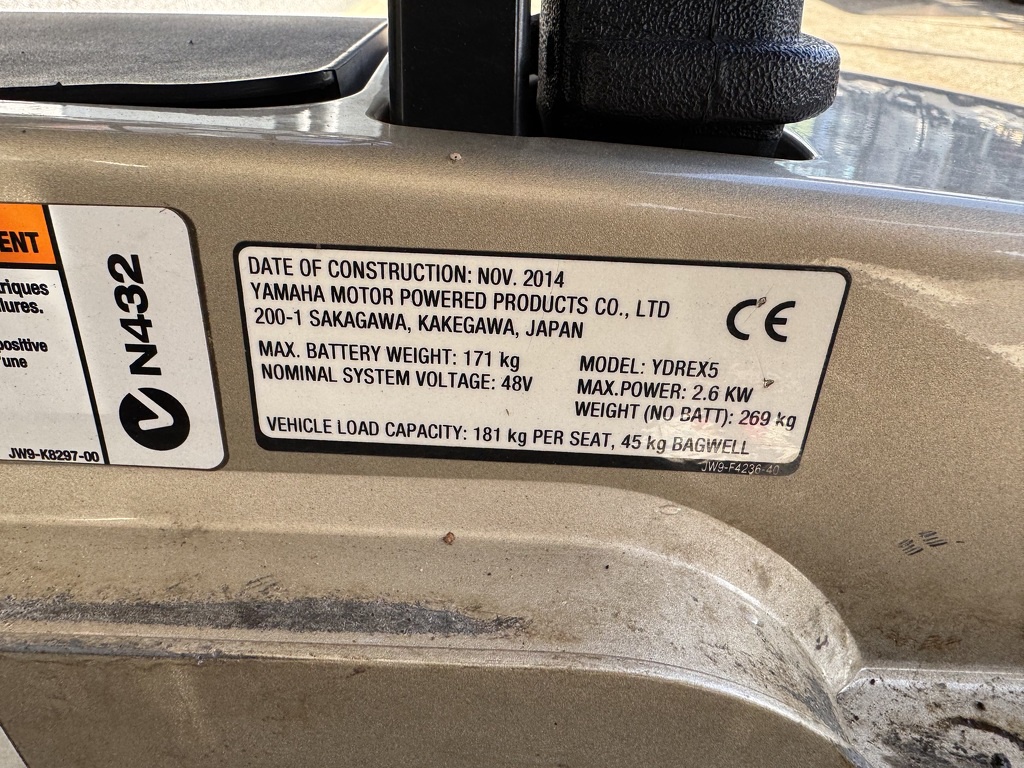 ENT
riques
lures.
positive
'une
JW9-K8297-00
N432
DATE OF CONSTRUCTION: NOV. 2014
YAMAHA MOTOR POWERED PRODUCTS CO., LTD
200-1 SAKAGAWA, KAKEGAWA, JAPAN
CE
MAX. BATTERY WEIGHT: 171 kg
NOMINAL SYSTEM VOLTAGE: 48V
MODEL: YDREX5
MAX.POWER: 2.6 KW
WEIGHT (NO BATT): 269 kg
VEHICLE LOAD CAPACITY: 181 kg PER SEAT, 45 kg BAGWELL
JW9-F4236-40